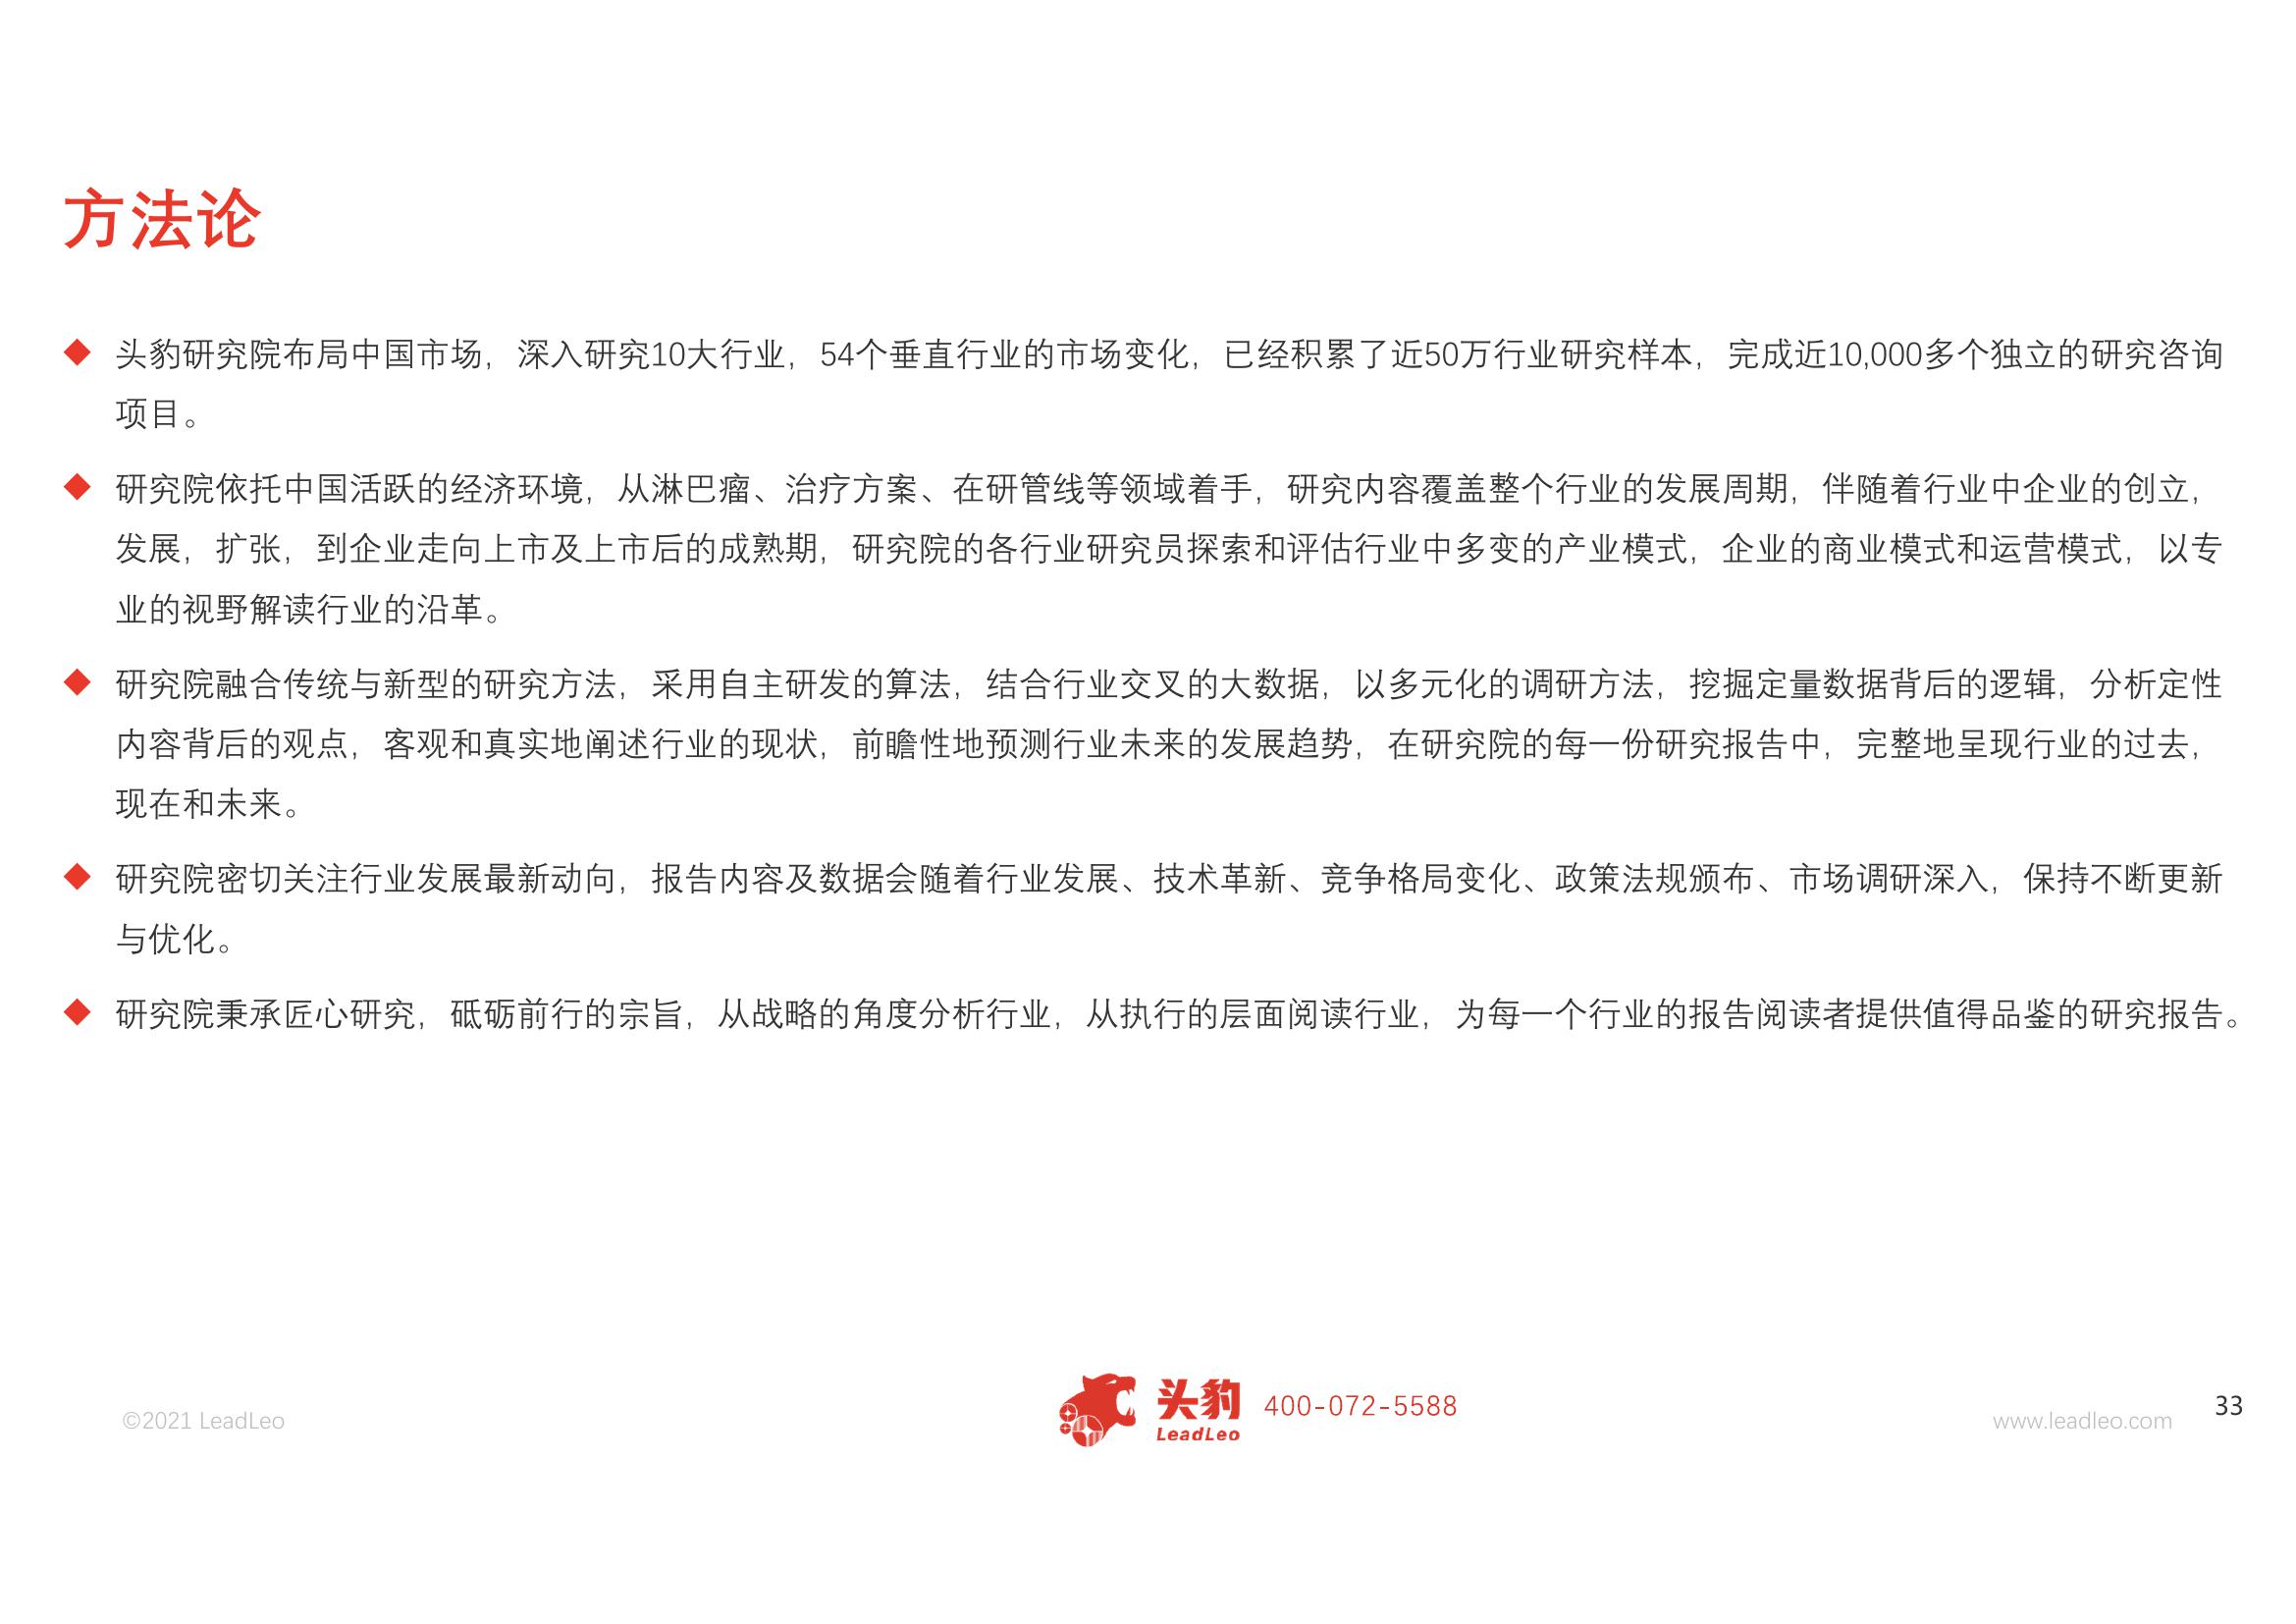 方法论
◆ 头豹研究院布局中国市场，深入研究10大行业，54个垂直行业的市场变化，已经积累了近50万行业研究样本，完成近10,000多个独立的研究咨询
项目。
◆ 研究院依托中国活跃的经济环境，从淋巴瘤、治疗方案、在研管线等领域着手，研究内容覆盖整个行业的发展周期，伴随着行业中企业的创立，
发展，扩张，到企业走向上市及上市后的成熟期，研究院的各行业研究员探索和评估行业中多变的产业模式，企业的商业模式和运营模式，以专
业的视野解读行业的沿革。
◆ 研究院融合传统与新型的研究方法，采用自主研发的算法，结合行业交叉的大数据，以多元化的调研方法，挖掘定量数据背后的逻辑，分析定性
内容背后的观点，客观和真实地阐述行业的现状，前瞻性地预测行业未来的发展趋势，在研究院的每一份研究报告中，完整地呈现行业的过去，
现在和未来。
◆ 研究院密切关注行业发展最新动向，报告内容及数据会随着行业发展、技术革新、竞争格局变化、政策法规颁布、市场调研深入，保持不断更新
与优化。
◆ 研究院秉承匠心研究，砥砺前行的宗旨，从战略的角度分析行业，从执行的层面阅读行业，为每一个行业的报告阅读者提供值得品鉴的研究报告。
©2021 LeadLeo
头豹
LeadLeo
400-072-5588
www.leadleo.com
33